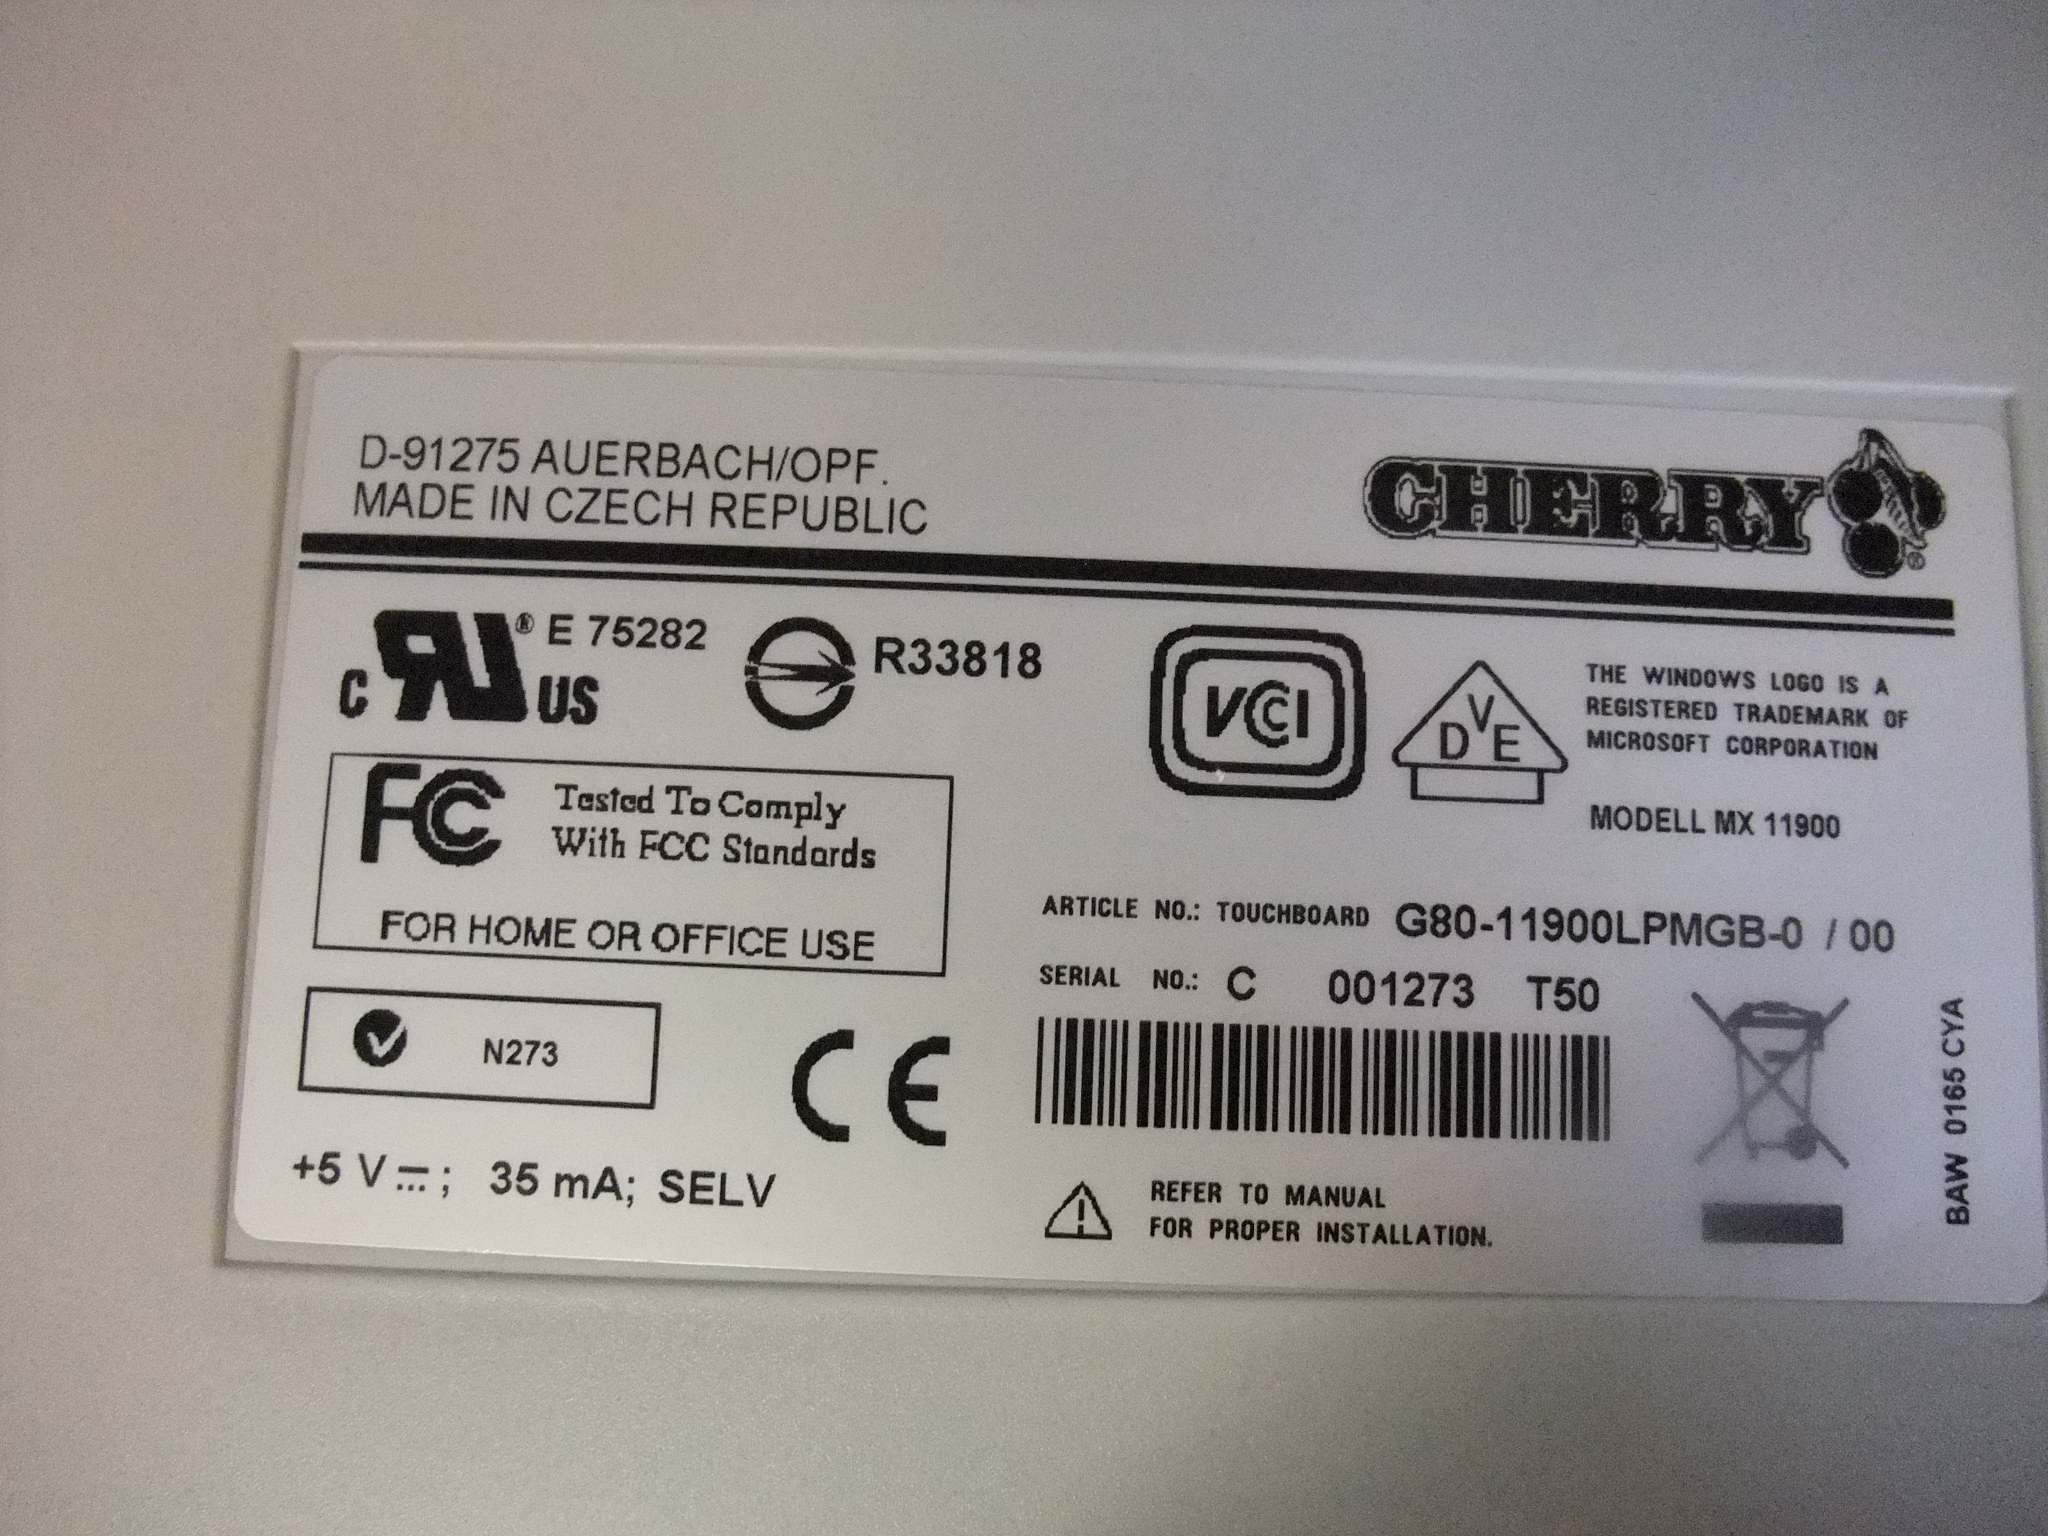 D-91275 AUERBACH/OPF.
MADE IN CZECH REPUBLIC
CHERRY ®
c RU ® US E 75282
R33818
VCCI
DVE
THE WINDOWS LOGO IS A
REGISTERED TRADEMARK OF
MICROSOFT CORPORATION
MODELL MX 11900
FC Tested To Comply
With FCC Standards
FOR HOME OR OFFICE USE
ARTICLE NO.: TOUCHBOARD G80-11900LPMGB-0 / 00
SERIAL NO.: C 001273 T50
N273
CE
+5 V ; 35 mA; SELV
REFER TO MANUAL
FOR PROPER INSTALLATION.
BAW 0165 CYA